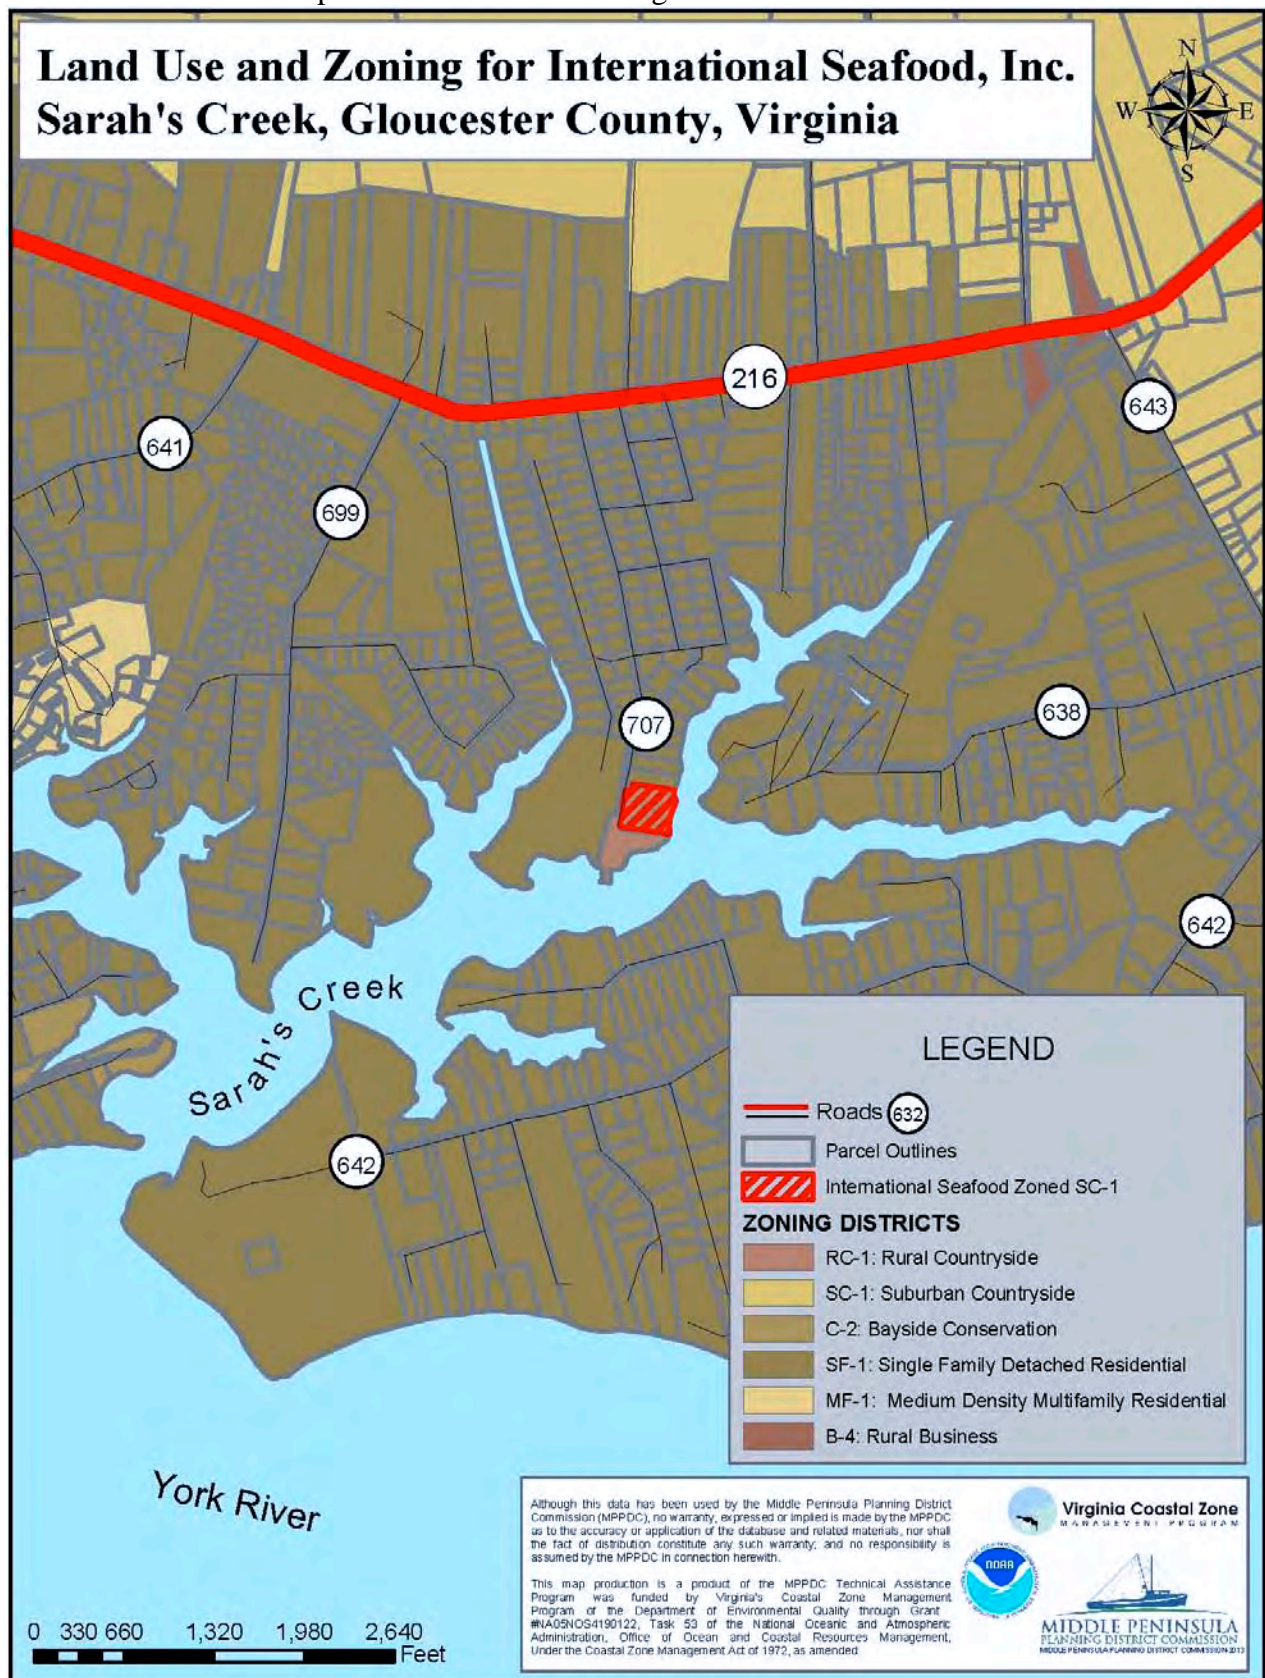 Land Use and Zoning for International Seafood, Inc.
Sarah's Creek, Gloucester County, Virginia
N
W
E
S
216
643
641
699
707
638
642
Sarah's Creek
642
York River
LEGEND
Roads 632
Parcel Outlines
International Seafood Zoned SC-1
ZONING DISTRICTS
RC-1: Rural Countryside
SC-1: Suburban Countryside
C-2: Bayside Conservation
SF-1: Single Family Detached Residential
MF-1: Medium Density Multifamily Residential
B-4: Rural Business
Although this data has been used by the Middle Peninsula Planning District
Commission (MPPDC), no warranty, expressed or implied is made by the MPPDC
as to the accuracy or application of the database and related materials, nor shall
the fact of distribution constitute any such warranty; and no responsibility is
assumed by the MPPDC in connection herewith.
This map production is a product of the MPPDC Technical Assistance
Program was funded by Virginia's Coastal Zone Management
Program of the Department of Environmental Quality through Grant
#NA05NOS4190122, Task 53 of the National Oceanic and Atmospheric
Administration, Office of Ocean and Coastal Resources Management,
Under the Coastal Zone Management Act of 1972, as amended
Virginia Coastal Zone
MANAGEMENT PROGRAM
NOAA
MIDDLE PENINSULA
PLANNING DISTRICT COMMISSION
MIDDLE PENINSULA PLANNING DISTRICT COMMISSION 2013
0 330 660 1,320 1,980 2,640
Feet